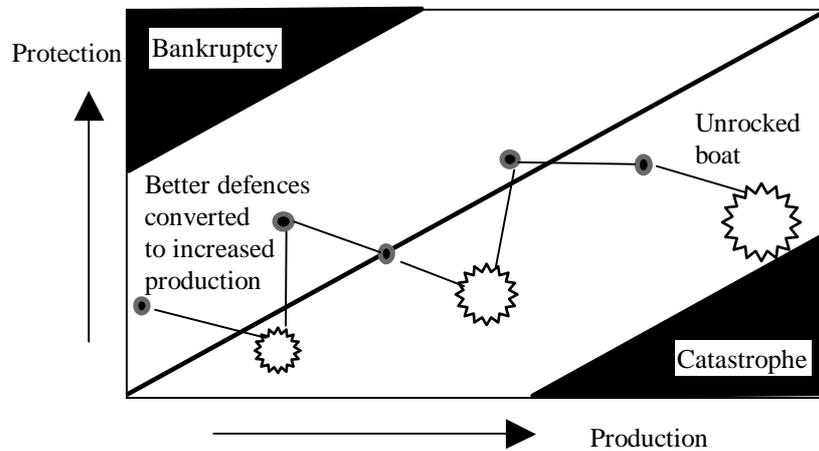 Bankruptcy
Protection
Unrocked
boat
Better defences
converted
to increased
production
Catastrophe
Production